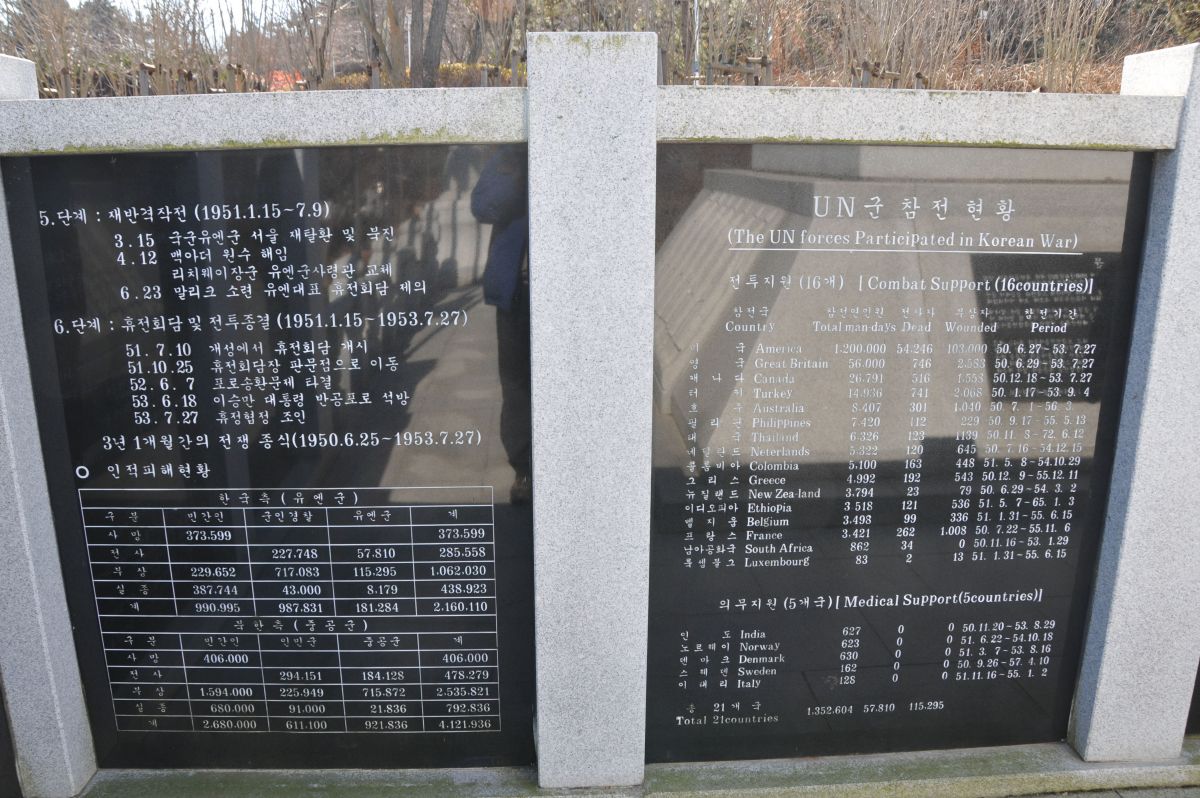 5.단계 : 재반격작전 (1951.1.15~7.9)
3.15 국군유엔군 서울 재탈환 및 북진
4.12 맥아더 원수 해임
리치웨이장군 유엔군사령관 교체
6.23 말리크 소련 유엔대표 휴전회담 제의
6.단계 : 휴전회담 및 전투종결 (1951.1.15~1953.7.27)
51.7.10 개성에서 휴전회담 개시
51.10.25 휴전회담장 판문점으로 이동
52.6.7 포로송환문제 타결
53.6.18 이승만 대통령 반공포로 석방
53.7.27 휴정협정 조인
3년 1개월간의 전쟁 종식(1950.6.25~1953.7.27)
○ 인적피해현황
한국측 (유엔군)
구분 민간인 군인경찰 유엔군 계
사망 373.599 373.599
전사 227.748 57.810 285.558
부상 229.652 717.083 115.295 1.062.030
실종 387.744 43.000 8.179 438.923
계 990.995 987.831 181.284 2.160.110
북한측 (중공군)
구분 민간인 인민군 중공군 계
사망 406.000 406.000
전사 294.151 184.128 478.279
부상 1.594.000 225.949 715.872 2.535.821
실종 680.000 91.000 21.836 792.836
계 2.680.000 611.100 921.836 4.121.936
UN군 참전현황
(The UN forces Participated in Korean War)
전투지원 (16개) [Combat Support (16countries)]
참전국 참전연인원 전사자 부상자 참전기간
Country Total man-days Dead Wounded Period
미국 America 1.200.000 54.246 103.000 50. 6.27~53. 7.27
영국 Great Britain 56.000 746 2.583 50. 6.29~53. 7.27
캐나다 Canada 26.791 516 1.553 50.12.18~53. 7.27
터키 Turkey 14.936 741 2.068 50. 1.17~53. 9. 4
호주 Australia 8.407 301 1.040 50. 7. 1~56. 3.
필리핀 Philippines 7.420 112 229 50. 9.17~55. 5.13
태국 Thailand 6.326 123 1139 50.11. 8~72. 6.12
네덜란드 Neterlands 5.322 120 645 50. 7.16~54.12.15
콜롬비아 Colombia 5.100 163 448 51. 5. 8~54.10.29
그리스 Greece 4.992 192 543 50.12. 9~55.12.11
뉴질랜드 New Zea-land 3.794 23 79 50. 6.29~54. 3. 2
이디오피아 Ethiopia 3 518 121 536 51. 5. 7~65. 1. 3
벨지움 Belgium 3.498 99 336 51. 1.31~55. 6.15
프랑스 France 3.421 262 1.008 50. 7.22~55.11. 6
남아공화국 South Africa 862 34 0 50.11.16~53. 1.29
룩셈불그 Luxembourg 83 2 13 51. 1.31~55. 6.15
의무지원 (5개국) [Medical Support(5countries)]
인도 India 627 0 0 50.11.20~53. 8.29
노르웨이 Norway 623 0 0 51. 6.22~54.10.18
덴마크 Denmark 630 0 0 51. 3. 7~53. 8.16
스웨덴 Sweden 162 0 0 50. 9.26~57. 4.10
이태리 Italy 128 0 0 51.11.16~55. 1. 2
총 21개국
Total 21countries 1.352.604 57.810 115.295